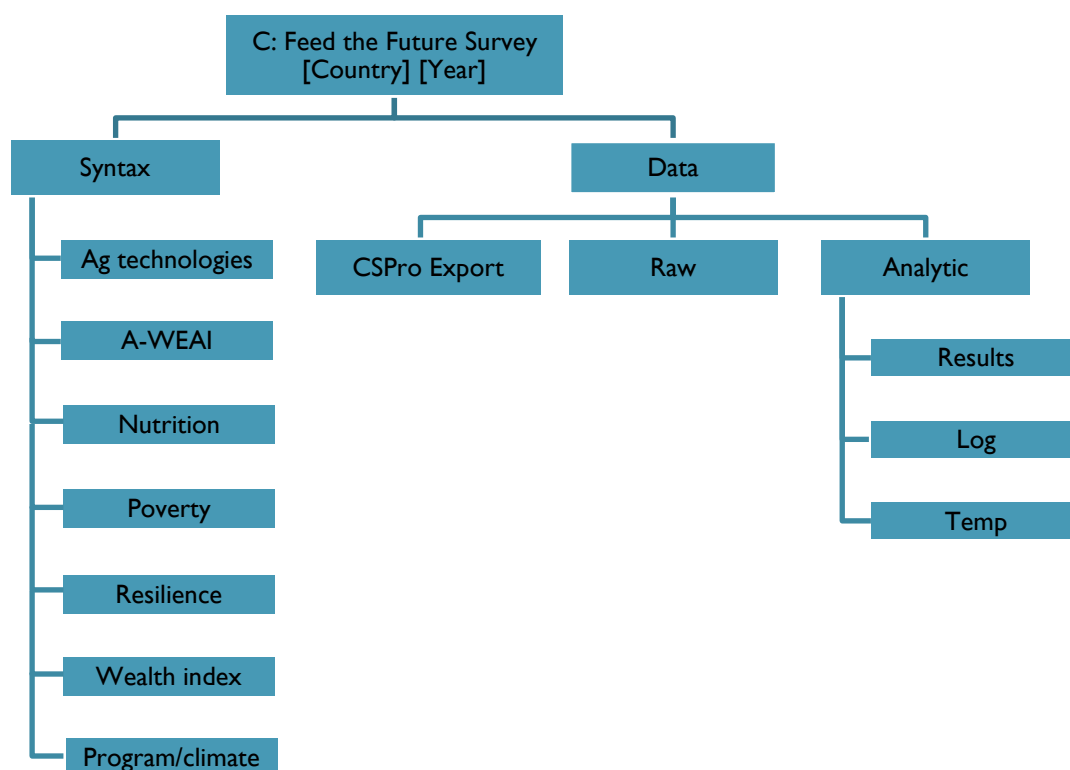 C: Feed the Future Survey
[Country] [Year]
Syntax
Data
Ag technologies
CSPro Export
Raw
Analytic
A-WEAI
Results
Nutrition
Log
Poverty
Temp
Resilience
Wealth index
Program/climate